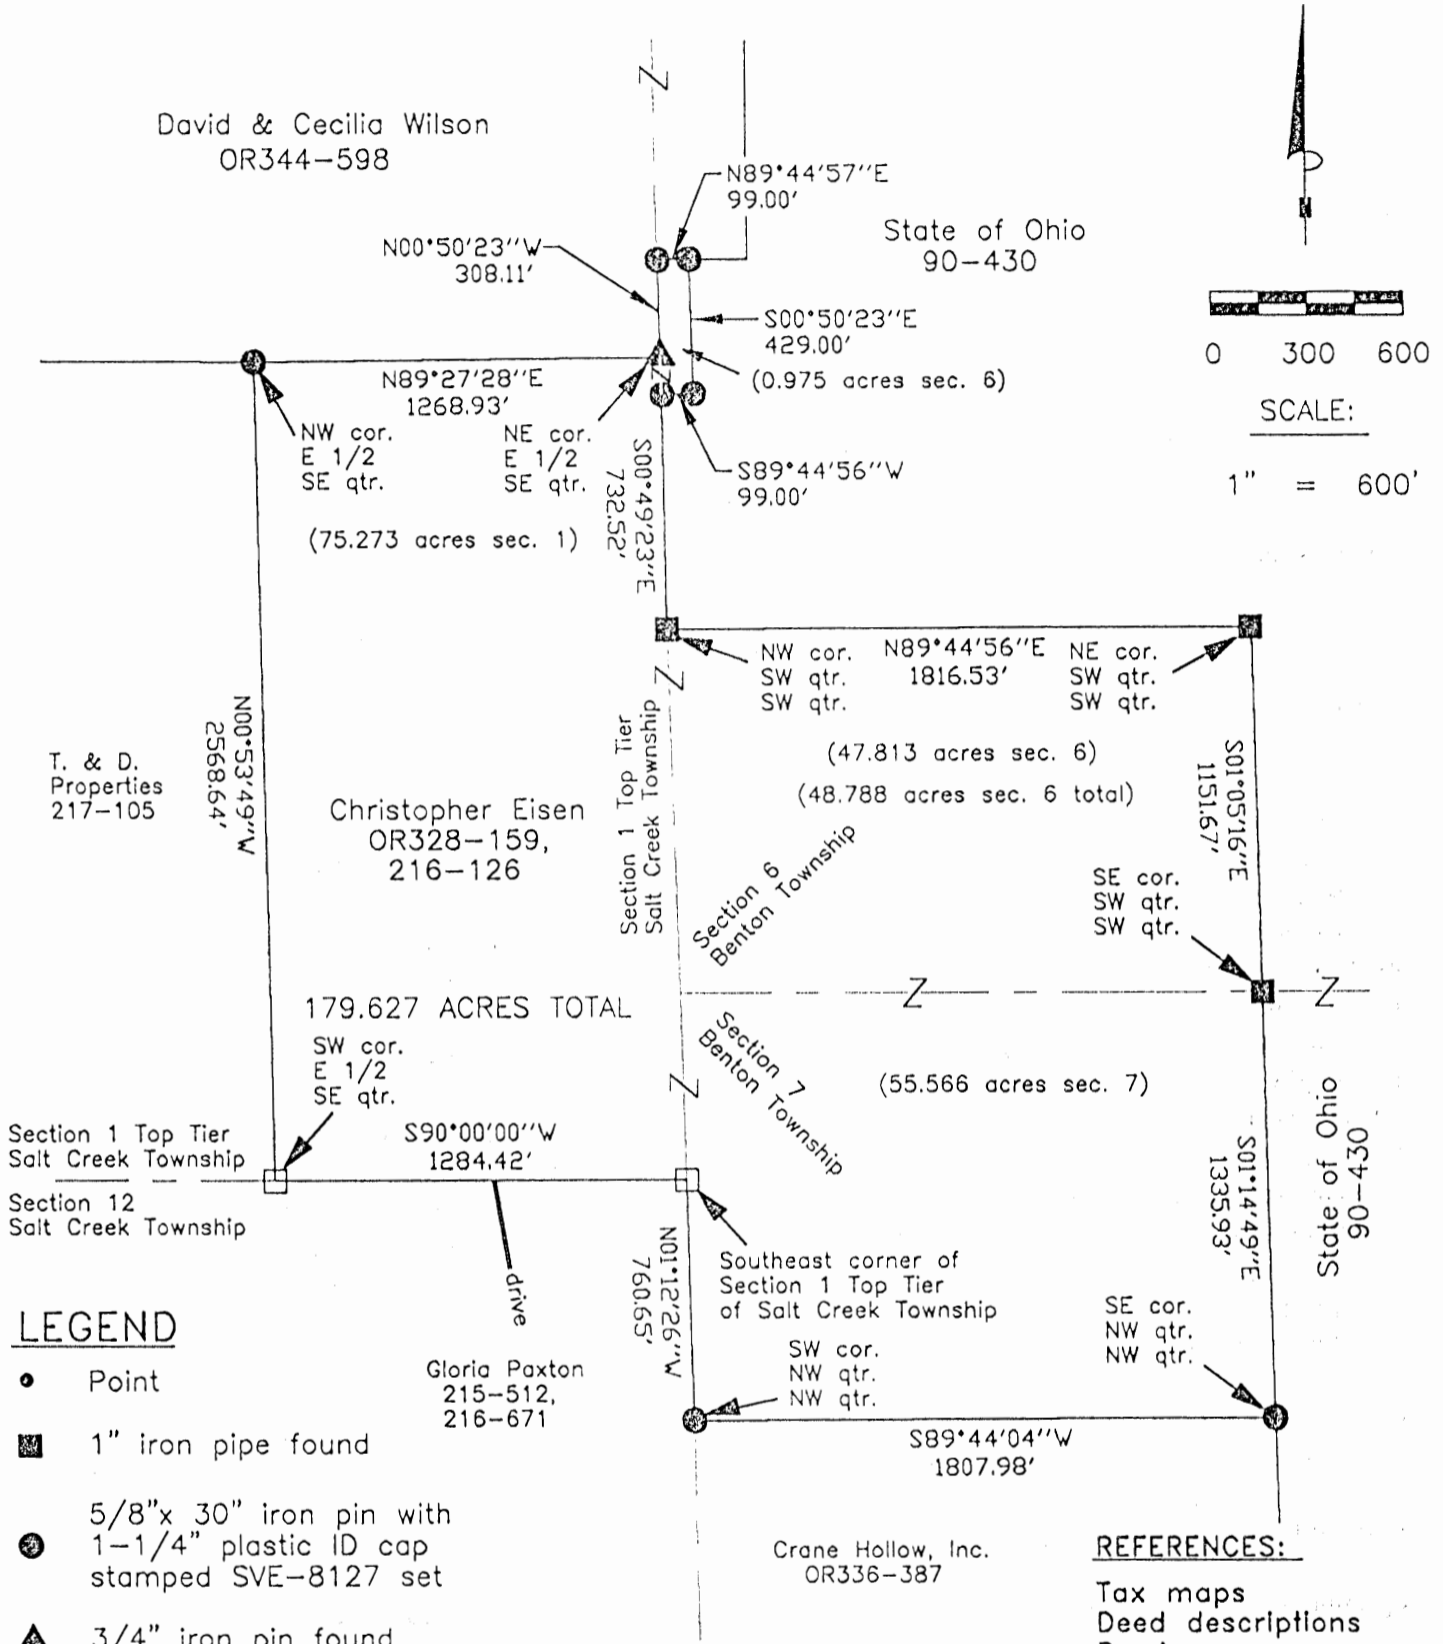 David & Cecilia Wilson
OR344-598
N89°44'57"E
99.00'
State of Ohio
90-430
N00°50'23"W
308.11'
S00°50'23"E
429.00'
(0.975 acres sec. 6)
0 300 600
SCALE:
1" = 600'
N89°27'28"E
1268.93'
NW cor.
E 1/2
SE qtr.
NE cor.
E 1/2
SE qtr.
S89°44'56"W
99.00'
S00°49'23"E
732.52'
(75.273 acres sec. 1)
NW cor.
SW qtr.
SW qtr.
N89°44'56"E
1816.53'
NE cor.
SW qtr.
SW qtr.
(47.813 acres sec. 6)
(48.788 acres sec. 6 total)
N00°53'49"W
2568.64'
T. & D.
Properties
217-105
Christopher Eisen
OR328-159,
216-126
Section 1 Top Tier
Salt Creek Township
S01°05'16"E
1151.67'
Section 6
Benton Township
SE cor.
SW qtr.
SW qtr.
179.627 ACRES TOTAL
Section 7
Benton Township
(55.566 acres sec. 7)
SW cor.
E 1/2
SE qtr.
Section 1 Top Tier
Salt Creek Township
Section 12
Salt Creek Township
S90°00'00"W
1284.42'
S01°14'49"E
1335.93'
State of Ohio
90-430
N01°12'26"W
760.65'
Southeast corner of
Section 1 Top Tier
of Salt Creek Township
drive
SE cor.
NW qtr.
NW qtr.
SW cor.
NW qtr.
NW qtr.
Gloria Paxton
215-512,
216-671
S89°44'04"W
1807.98'
Crane Hollow, Inc.
OR336-387
LEGEND
Point
1" iron pipe found
5/8"x 30" iron pin with
1-1/4" plastic ID cap
stamped SVE-8127 set
3/4" iron pin found
REFERENCES:
Tax maps
Deed descriptions